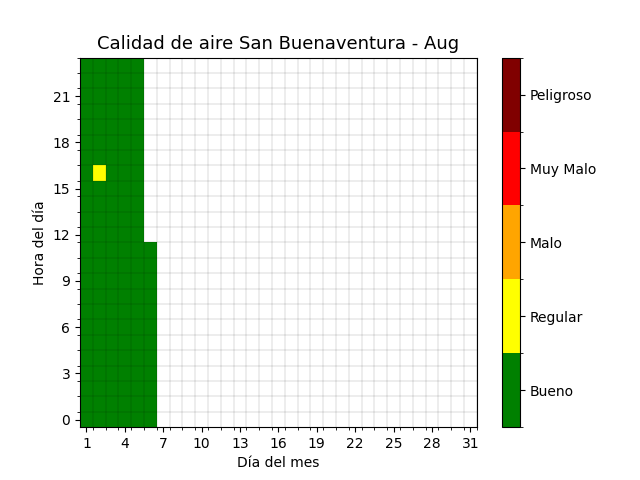 Calidad de aire San Buenaventura - Aug
Hora del día
21
18
15
12
9
6
3
0
1 4 7 10 13 16 19 22 25 28 31
Día del mes
Peligroso
Muy Malo
Malo
Regular
Bueno